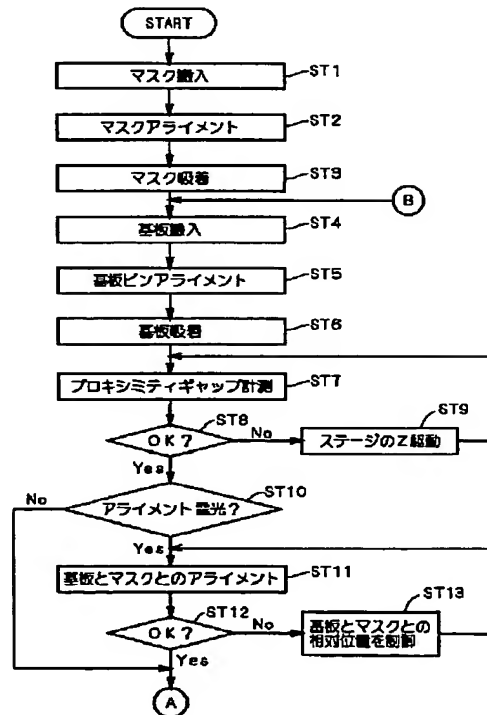 START
マスク搬入
ST1
マスクアライメント
ST2
マスク吸着
ST3
B
基板搬入
ST4
基板ピンアライメント
ST5
基板吸着
ST6
プロキシミティギャップ計測
ST7
OK?
ST8
No
ステージのZ駆動
ST9
Yes
アライメント露光?
ST10
No
Yes
基板とマスクとのアライメント
ST11
OK?
ST12
No
基板とマスクとの
相対位置を制御
ST13
Yes
A